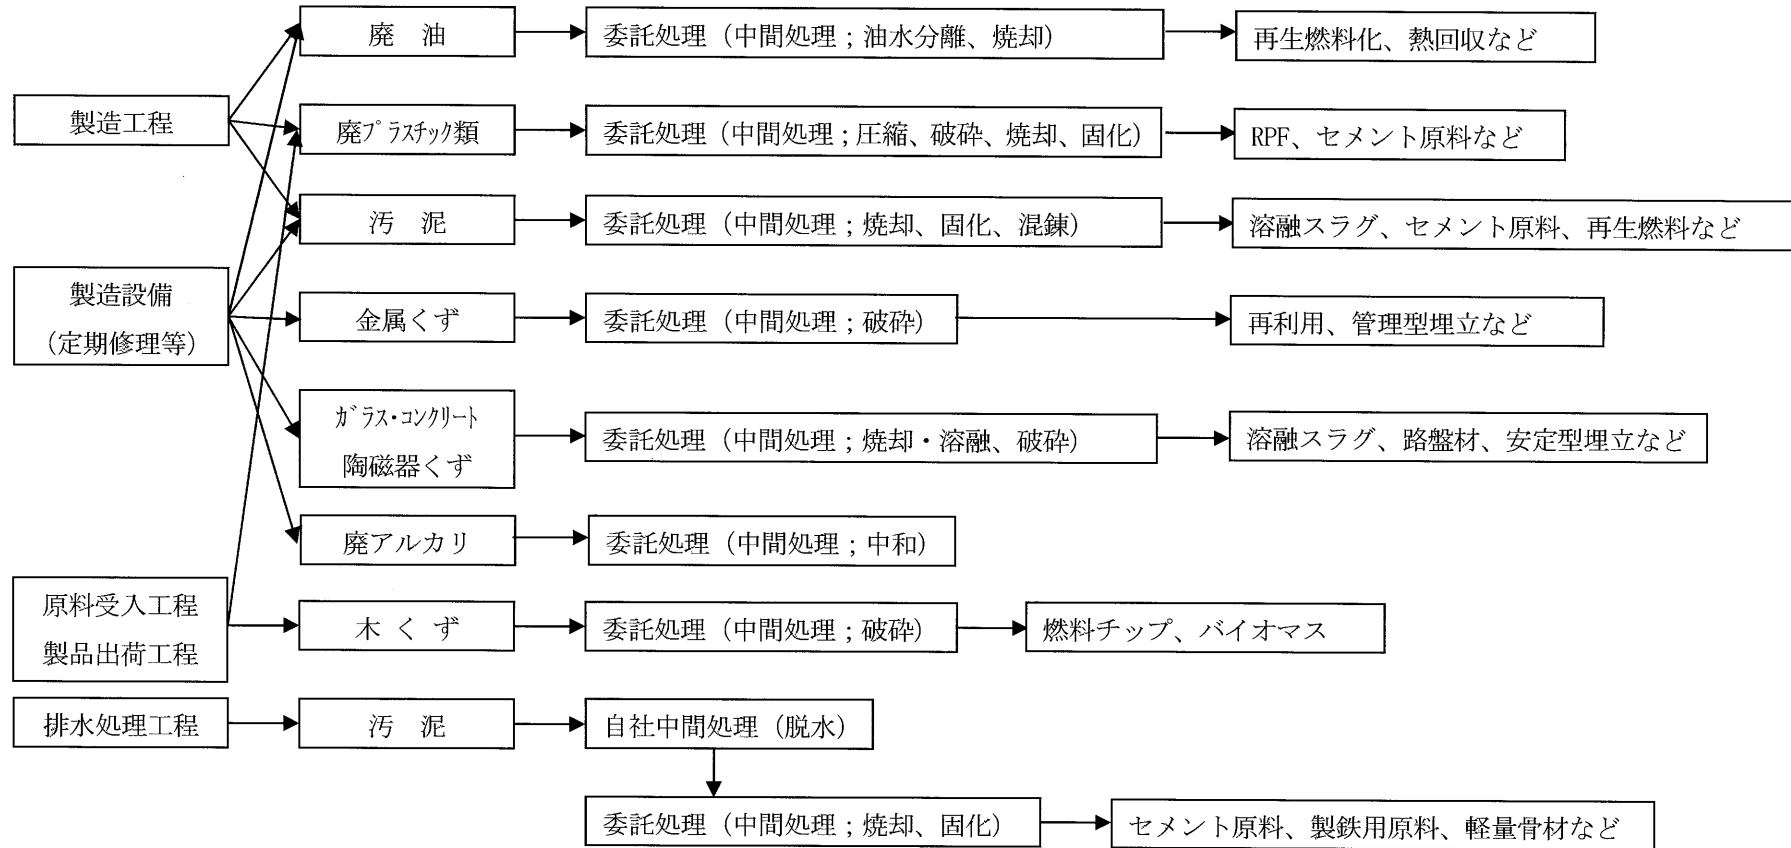 廃　油
委託処理（中間処理；油水分離、焼却）
再生燃料化、熱回収など
製造工程
廃ﾌﾟﾗｽﾁｯｸ類
委託処理（中間処理；圧縮、破砕、焼却、固化）
RPF、セメント原料など
汚　泥
委託処理（中間処理；焼却、固化、混錬）
溶融スラグ、セメント原料、再生燃料など
製造設備
（定期修理等）
金属くず
委託処理（中間処理；破砕）
再利用、管理型埋立など
ｶﾞﾗｽ・ｺﾝｸﾘｰﾄ
陶磁器くず
委託処理（中間処理；焼却・溶融、破砕）
溶融スラグ、路盤材、安定型埋立など
廃アルカリ
委託処理（中間処理；中和）
原料受入工程
製品出荷工程
木 く ず
委託処理（中間処理；破砕）
燃料チップ、バイオマス
排水処理工程
汚　泥
自社中間処理（脱水）
委託処理（中間処理；焼却、固化）
セメント原料、製鉄用原料、軽量骨材など